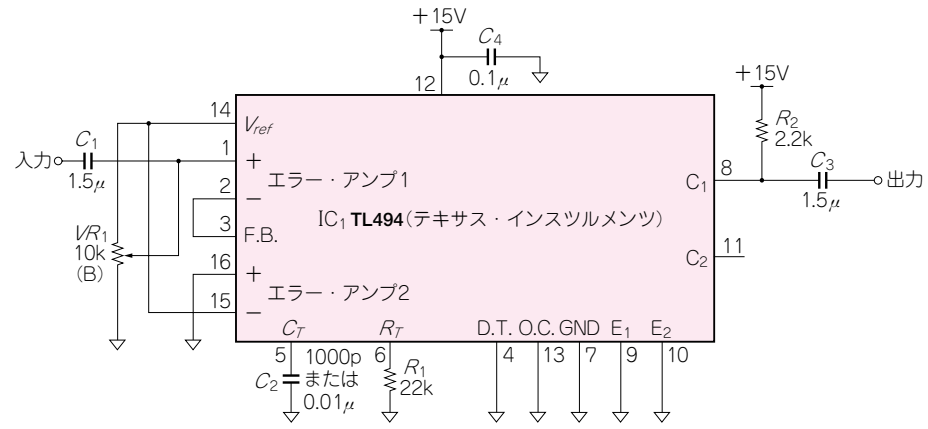 +15V
C4
0.1μ
12
+15V
R2
2.2k
14
Vref
C1
入力
1.5μ
1
+
エラー・アンプ1
2
−
3
F.B.
IC1 TL494(テキサス・インスツルメンツ)
8
C1
C3
1.5μ
出力
11
C2
VR1
10k
(B)
16
+
エラー・アンプ2
15
−
CT
RT
D.T.
O.C.
GND
E1
E2
5
6
4
13
7
9
10
C2
1000p
または
0.01μ
R1
22k